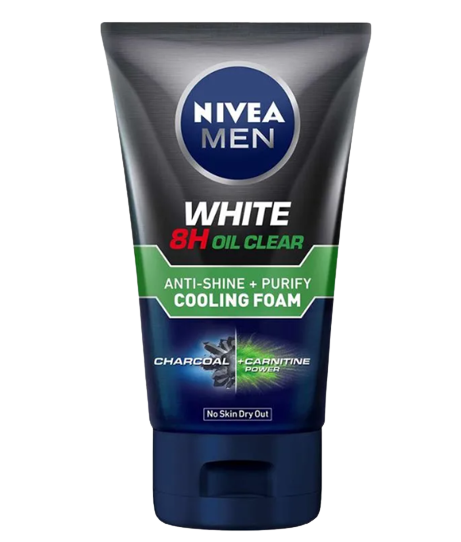 NIVEA
MEN
WHITE
8H OIL CLEAR
ANTI-SHINE + PURIFY
COOLING FOAM
CHARCOAL +CARNITINE
POWER
No Skin Dry Out